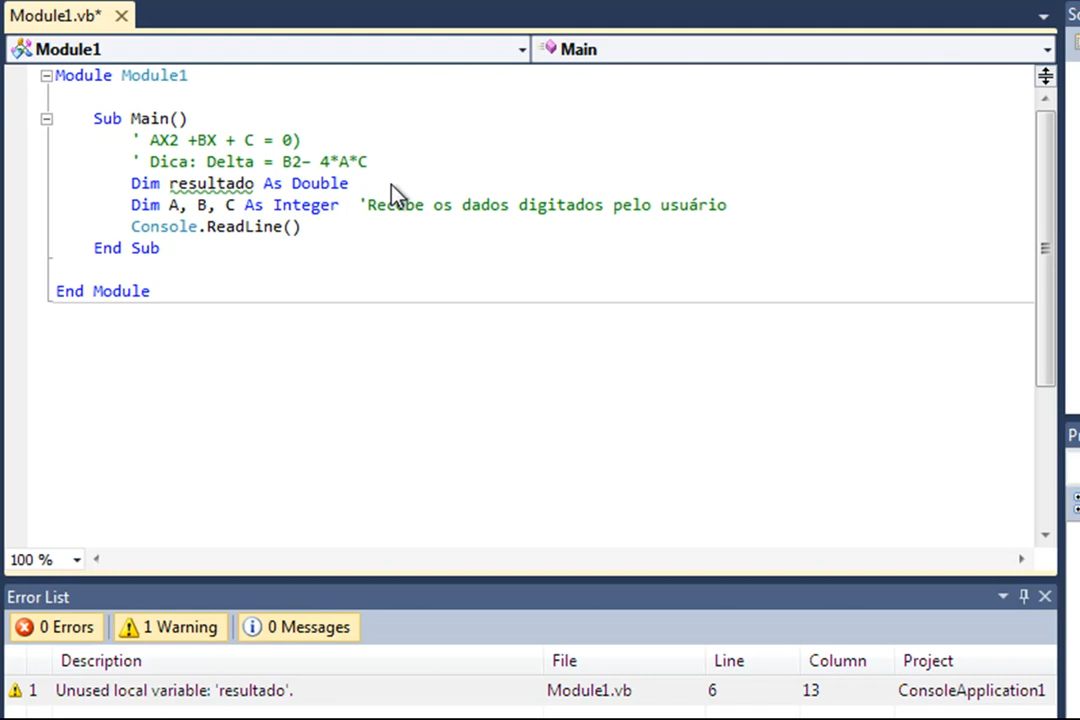 Module1.vb*
So
Module1
Main
Module Module1
Sub Main()
' AX2 +BX + C = 0)
' Dica: Delta = B2- 4*A*C
Dim resultado As Double
Dim A, B, C As Integer 'Recebe os dados digitados pelo usuário
Console.ReadLine()
End Sub
End Module
Pr
100 %
Error List
0 Errors
1 Warning
0 Messages
Description File Line Column Project
1 Unused local variable: 'resultado'. Module1.vb 6 13 ConsoleApplication1